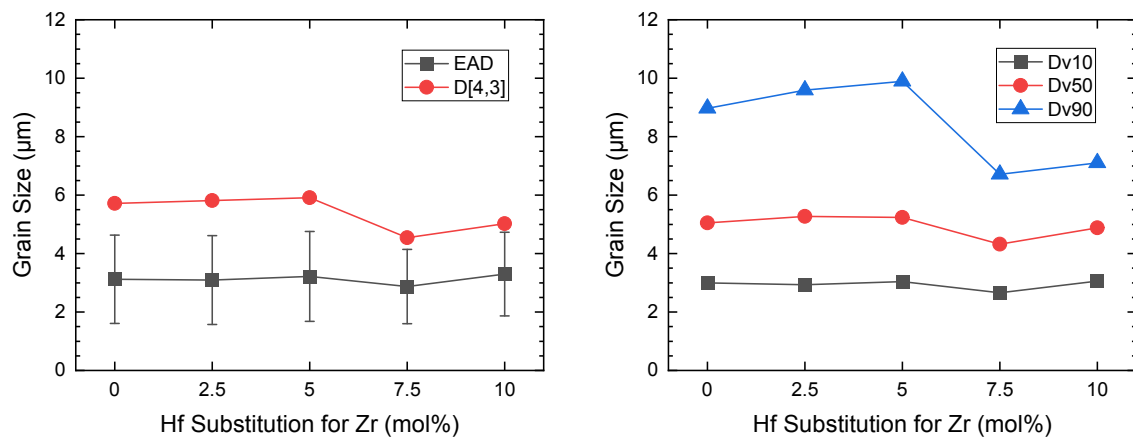 12
10
8
6
4
2
0
Grain Size (μm)
EAD
D[4,3]
0 2.5 5 7.5 10
Hf Substitution for Zr (mol%)
12
10
8
6
4
2
0
Grain Size (μm)
Dv10
Dv50
Dv90
0 2.5 5 7.5 10
Hf Substitution for Zr (mol%)